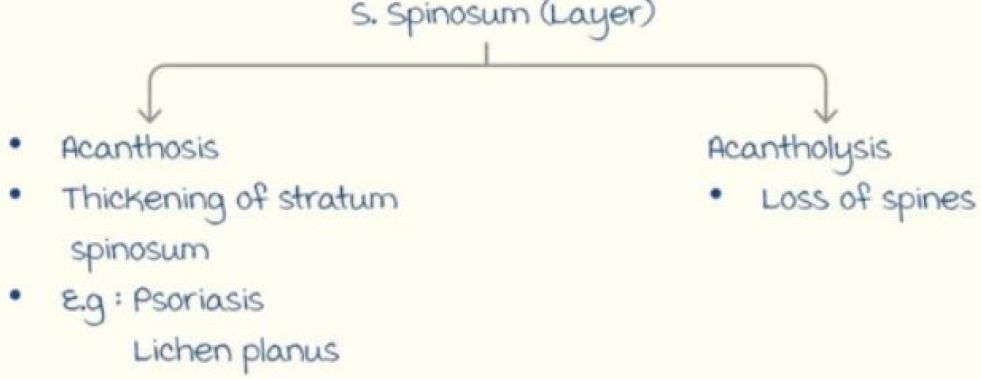 S. Spinosum (Layer)
• Acanthosis
• Thickening of stratum
spinosum
• E.g : Psoriasis
Lichen planus
Acantholysis
• Loss of spines